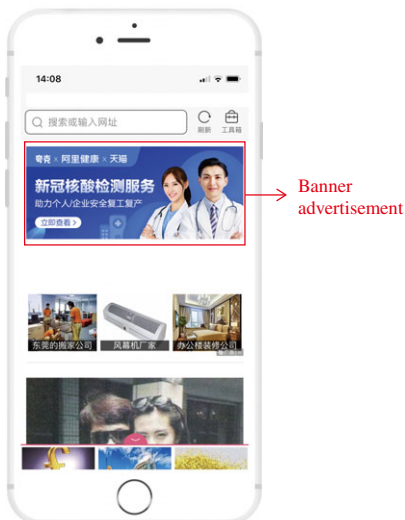 14:08
搜索或输入网址
刷新
工具箱
夸克 × 阿里健康 × 天猫
新冠核酸检测服务
助力个人/企业安全复工复产
立即查看 >
Banner
advertisement
东莞的搬家公司
风幕机厂家
办公楼装修公司